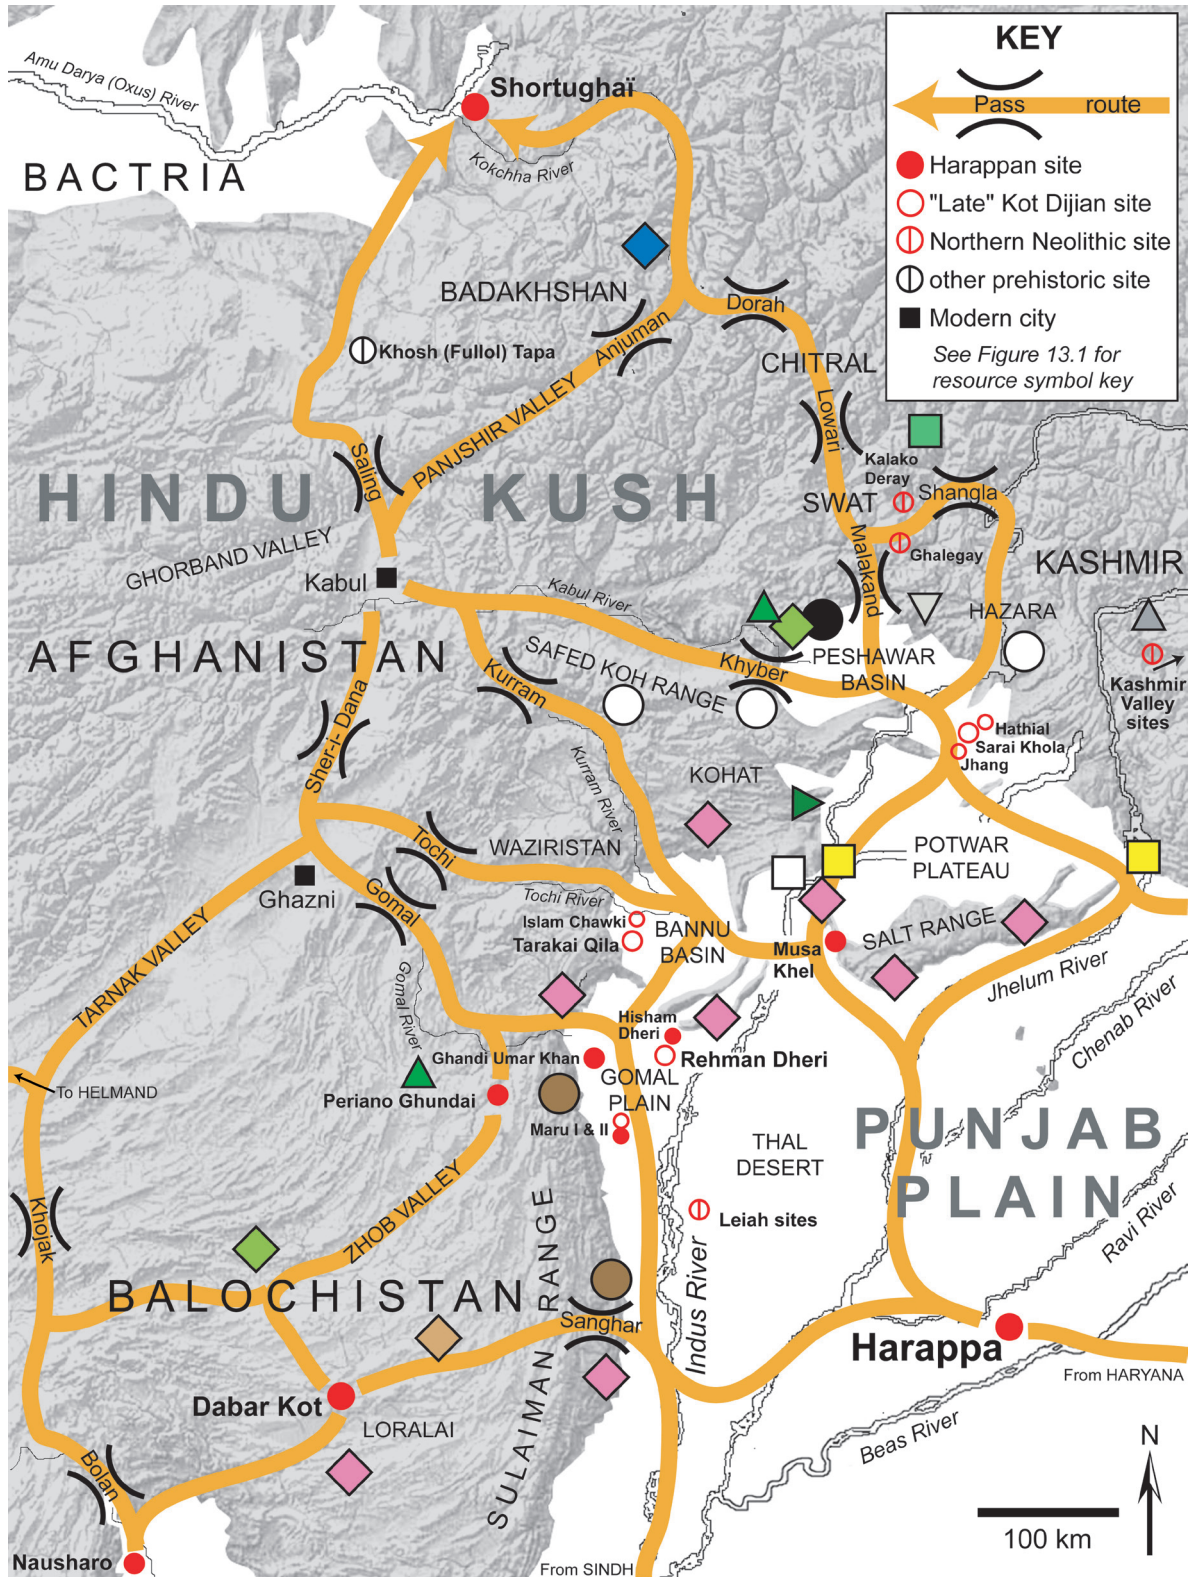 KEY
Pass
route
Harappan site
"Late" Kot Dijian site
Northern Neolithic site
other prehistoric site
Modern city
See Figure 13.1 for
resource symbol key
Amu Darya (Oxus) River
Shortughaï
BACTRIA
Kokchha River
BADAKHSHAN
Dorah
Anjuman
Khosh (Fullol) Tapa
CHITRAL
PANJSHIR VALLEY
Lowari
Saling
Kalako
Deray
Shangla
HINDU KUSH
SWAT
Malakand
Ghalegay
GHORBAND VALLEY
KASHMIR
Kabul
Kabul River
HAZARA
AFGHANISTAN
SAFED KOH RANGE
Khyber
PESHAWAR
BASIN
Kurram
Kashmir
Valley
sites
Sher-i-Dana
Hathial
Sarai Khola
Jhang
Kurram River
KOHAT
Tochi
WAZIRISTAN
POTWAR
PLATEAU
Ghazni
Gomal
Tochi River
Islam Chawki
Tarakai Qila
BANNU
BASIN
Musa
Khel
SALT RANGE
TARNAK VALLEY
Gomal River
Jhelum River
Chenab River
Hisham
Dheri
Ghandi Umar Khan
Rehman Dheri
To HELMAND
Periano Ghundai
GOMAL
PLAIN
Maru I & II
THAL
DESERT
PUNJAB
PLAIN
Khojak
ZHOB VALLEY
Leiah sites
Ravi River
BALOCHISTAN
SULAIMAN RANGE
Sanghar
Indus River
Harappa
From HARYANA
Dabar Kot
LORALAI
Beas River
Bolan
N
100 km
Nausharo
From SINDH